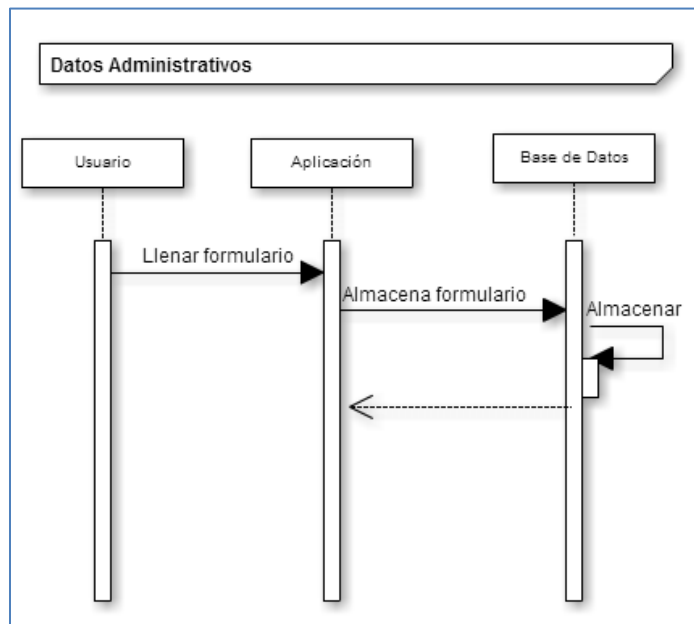 Datos Administrativos
Usuario
Aplicación
Base de Datos
Llenar formulario
Almacena formulario
Almacenar